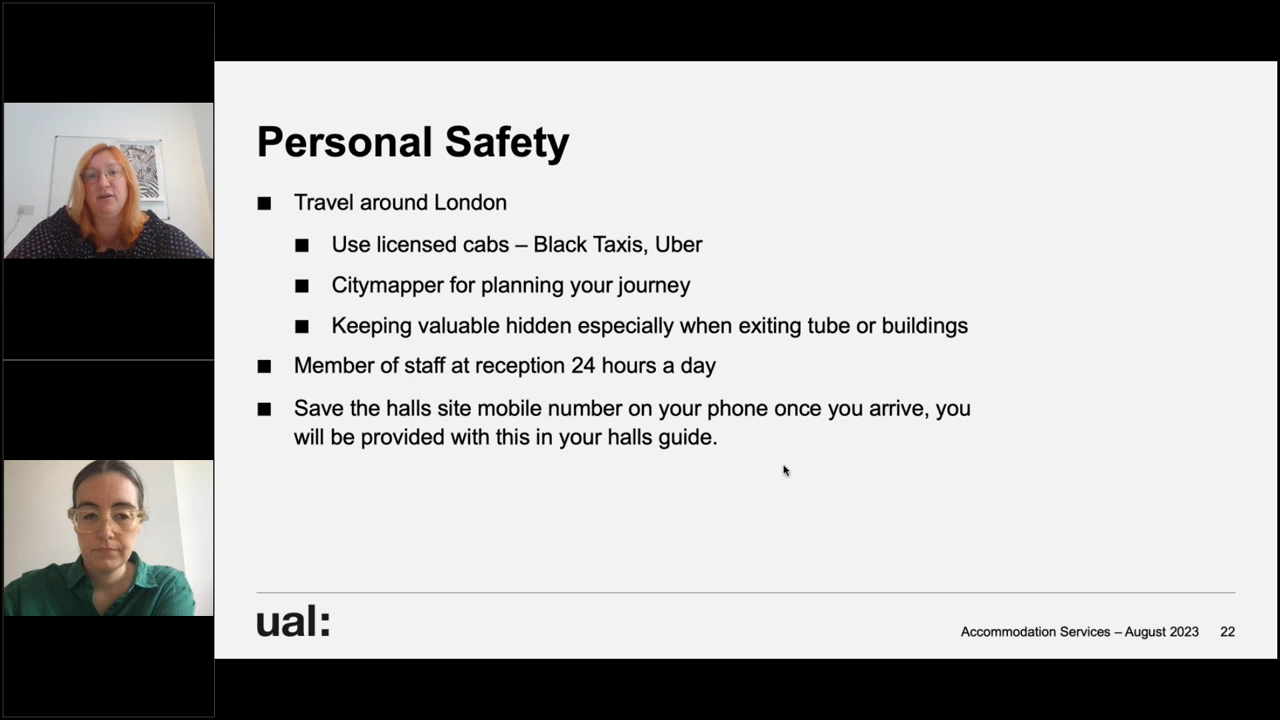 Personal Safety
■ Travel around London
■ Use licensed cabs – Black Taxis, Uber
■ Citymapper for planning your journey
■ Keeping valuable hidden especially when exiting tube or buildings
■ Member of staff at reception 24 hours a day
■ Save the halls site mobile number on your phone once you arrive, you
will be provided with this in your halls guide.
ual:
Accommodation Services – August 2023 22